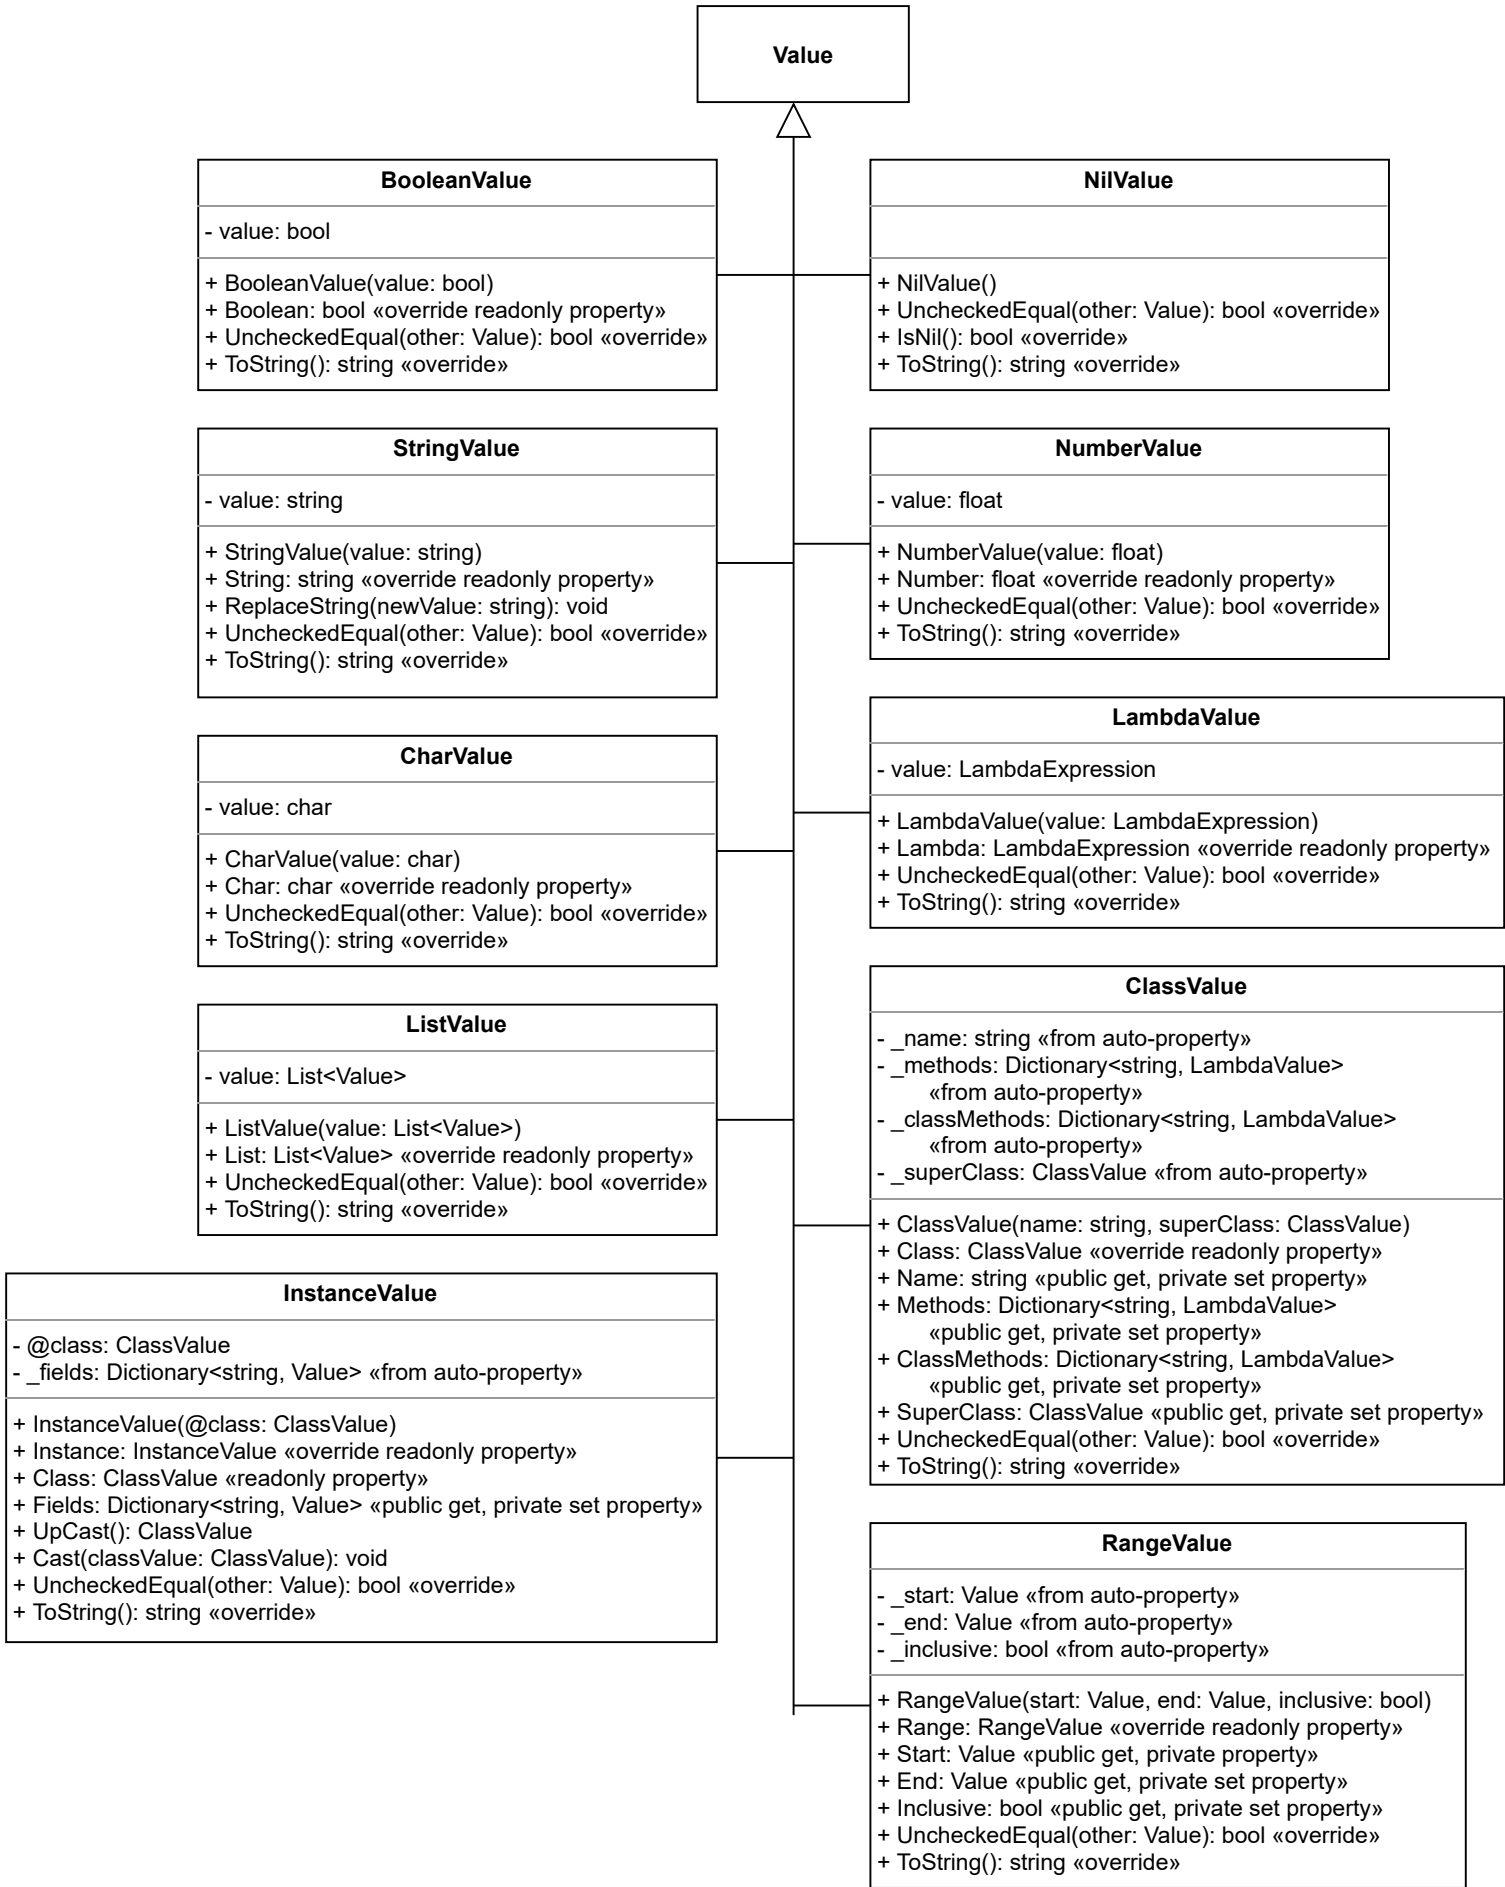 Value
BooleanValue
- value: bool
+ BooleanValue(value: bool)
+ Boolean: bool «override readonly property»
+ UncheckedEqual(other: Value): bool «override»
+ ToString(): string «override»
NilValue
+ NilValue()
+ UncheckedEqual(other: Value): bool «override»
+ IsNil(): bool «override»
+ ToString(): string «override»
StringValue
- value: string
+ StringValue(value: string)
+ String: string «override readonly property»
+ ReplaceString(newValue: string): void
+ UncheckedEqual(other: Value): bool «override»
+ ToString(): string «override»
NumberValue
- value: float
+ NumberValue(value: float)
+ Number: float «override readonly property»
+ UncheckedEqual(other: Value): bool «override»
+ ToString(): string «override»
CharValue
- value: char
+ CharValue(value: char)
+ Char: char «override readonly property»
+ UncheckedEqual(other: Value): bool «override»
+ ToString(): string «override»
LambdaValue
- value: LambdaExpression
+ LambdaValue(value: LambdaExpression)
+ Lambda: LambdaExpression «override readonly property»
+ UncheckedEqual(other: Value): bool «override»
+ ToString(): string «override»
ListValue
- value: List<Value>
+ ListValue(value: List<Value>)
+ List: List<Value> «override readonly property»
+ UncheckedEqual(other: Value): bool «override»
+ ToString(): string «override»
ClassValue
- _name: string «from auto-property»
- _methods: Dictionary<string, LambdaValue>
«from auto-property»
- _classMethods: Dictionary<string, LambdaValue>
«from auto-property»
- _superClass: ClassValue «from auto-property»
+ ClassValue(name: string, superClass: ClassValue)
+ Class: ClassValue «override readonly property»
+ Name: string «public get, private set property»
+ Methods: Dictionary<string, LambdaValue>
«public get, private set property»
+ ClassMethods: Dictionary<string, LambdaValue>
«public get, private set property»
+ SuperClass: ClassValue «public get, private set property»
+ UncheckedEqual(other: Value): bool «override»
+ ToString(): string «override»
InstanceValue
- @class: ClassValue
- _fields: Dictionary<string, Value> «from auto-property»
+ InstanceValue(@class: ClassValue)
+ Instance: InstanceValue «override readonly property»
+ Class: ClassValue «readonly property»
+ Fields: Dictionary<string, Value> «public get, private set property»
+ UpCast(): ClassValue
+ Cast(classValue: ClassValue): void
+ UncheckedEqual(other: Value): bool «override»
+ ToString(): string «override»
RangeValue
- _start: Value «from auto-property»
- _end: Value «from auto-property»
- _inclusive: bool «from auto-property»
+ RangeValue(start: Value, end: Value, inclusive: bool)
+ Range: RangeValue «override readonly property»
+ Start: Value «public get, private property»
+ End: Value «public get, private set property»
+ Inclusive: bool «public get, private set property»
+ UncheckedEqual(other: Value): bool «override»
+ ToString(): string «override»